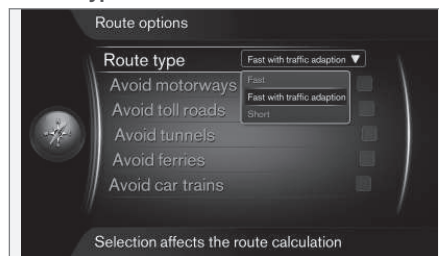 Route options
Route type
Fast with traffic adaption
Fast
Avoid motorways
Fast with traffic adaption
Avoid toll roads
Short
Avoid tunnels
Avoid ferries
Avoid car trains
Selection affects the route calculation